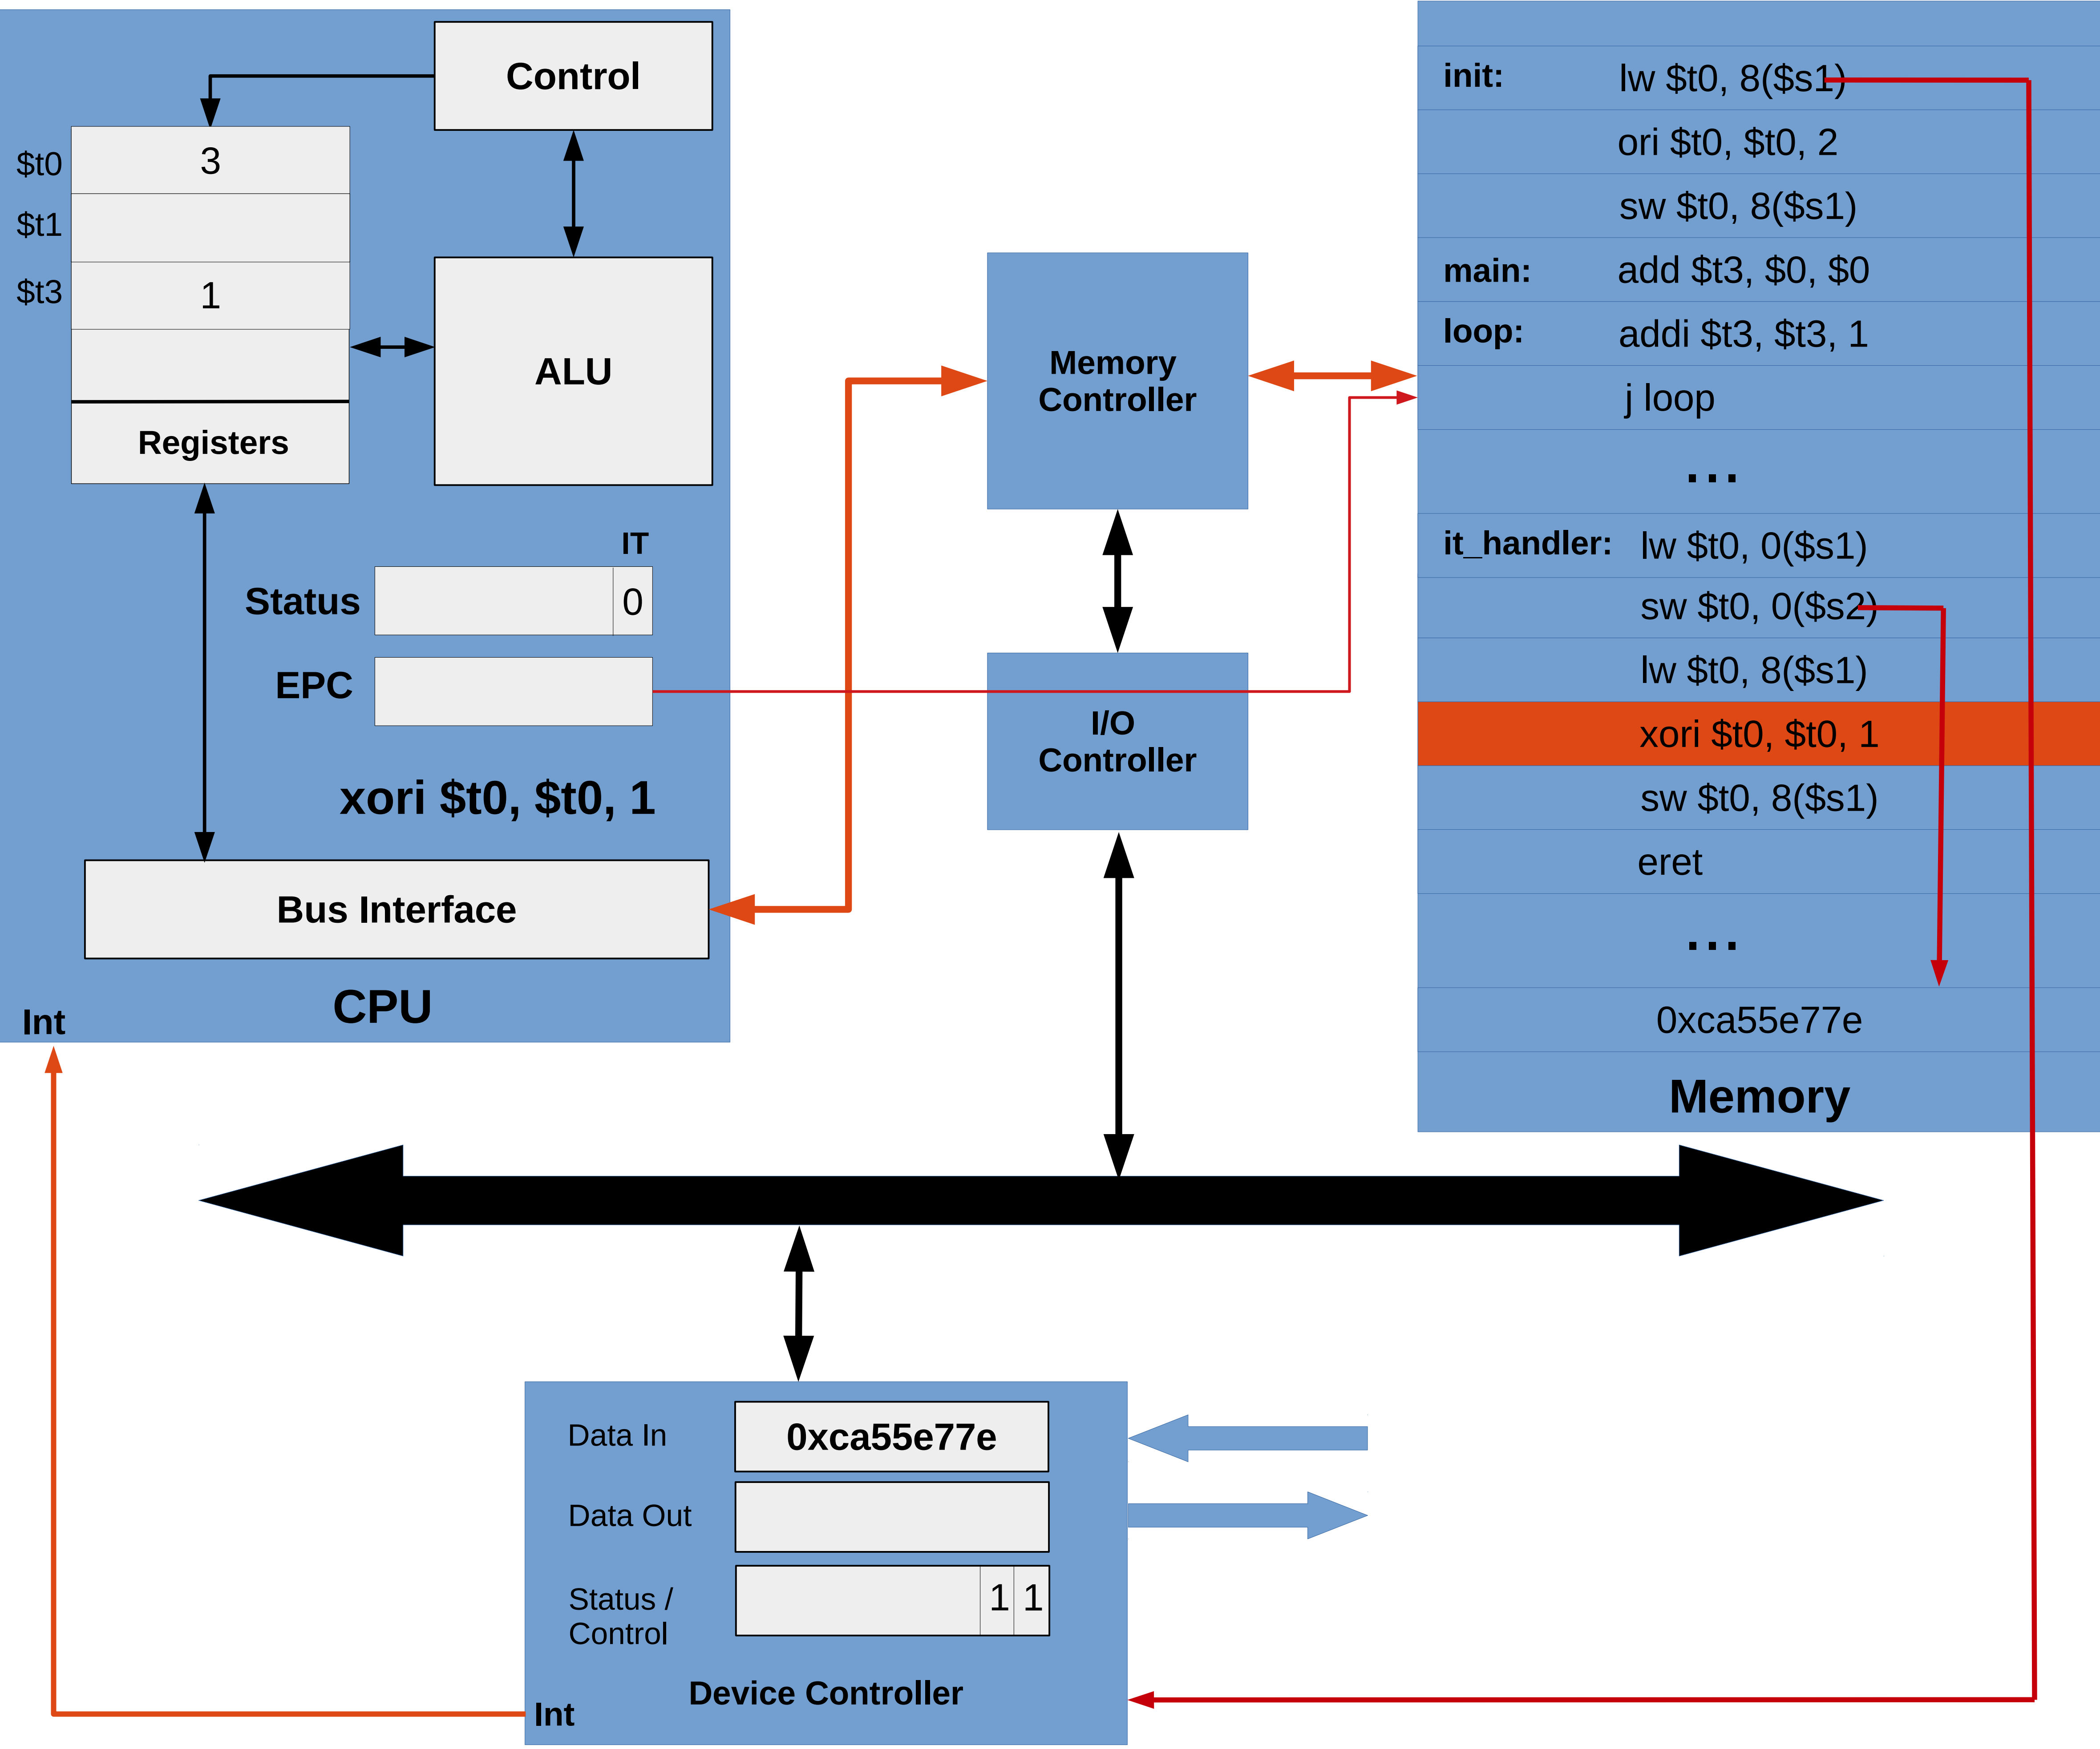 Control
$t0 3
$t1
$t3 1
ALU
Registers
IT
Status 0
EPC
xori $t0, $t0, 1
Bus Interface
CPU
Int
Memory
Controller
I/O
Controller
init: lw $t0, 8($s1)
ori $t0, $t0, 2
sw $t0, 8($s1)
main: add $t3, $0, $0
loop: addi $t3, $t3, 1
j loop
...
it_handler: lw $t0, 0($s1)
sw $t0, 0($s2)
lw $t0, 8($s1)
xori $t0, $t0, 1
sw $t0, 8($s1)
eret
...
0xca55e77e
Memory
Data In 0xca55e77e
Data Out
Status /
Control
1 1
Device Controller
Int